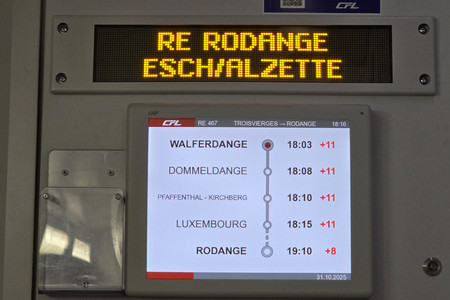 CFL
RE RODANGE
ESCH/ALZETTE
CFL RE 467 TROISVIERGES → RODANGE 18:16
WALFERDANGE 18:03 +11
DOMMELDANGE 18:08 +11
PFAFFENTHAL - KIRCHBERG 18:10 +11
LUXEMBOURG 18:15 +11
RODANGE 19:10 +8
31.10.2025